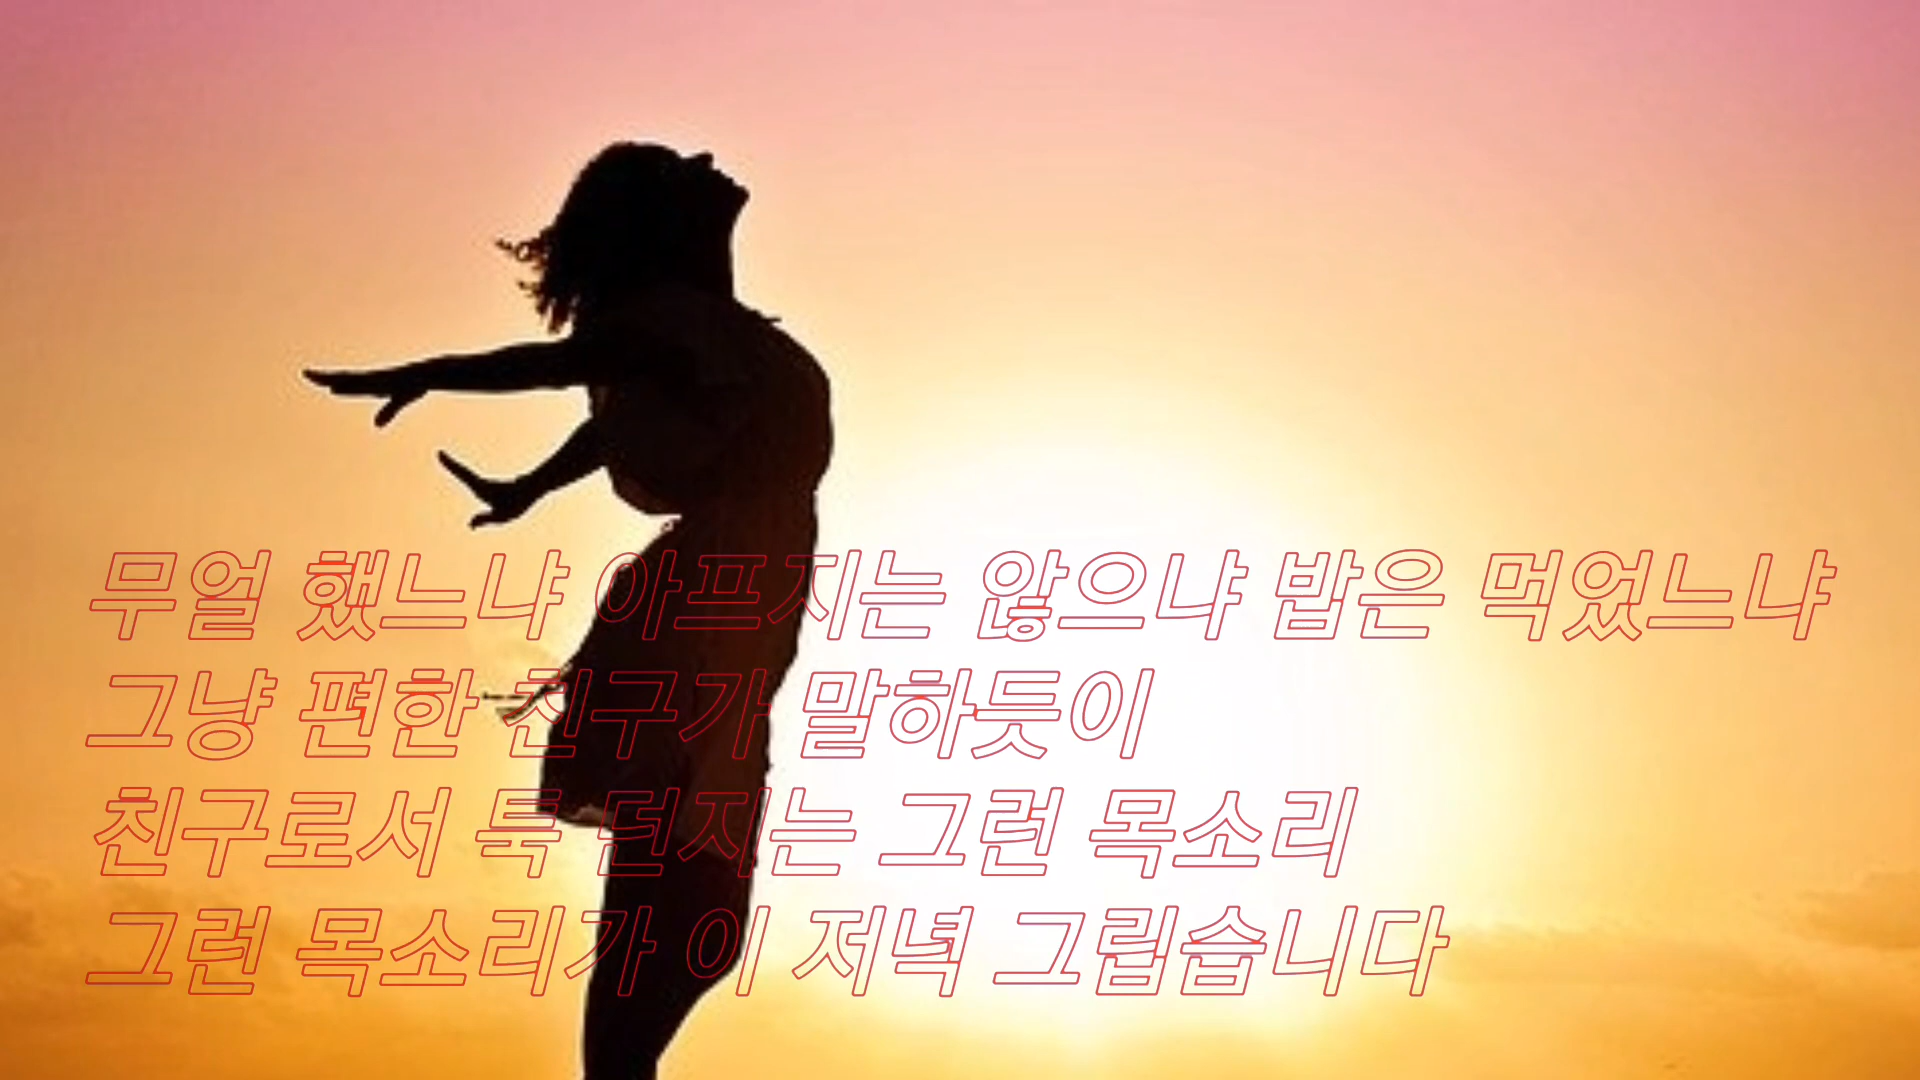 무얼 했느냐 아프지는 않으냐 밥은 먹었느냐
그냥 편한 친구가 말하듯이
친구로서 툭 던지는 그런 목소리
그런 목소리가 이 저녁 그립습니다